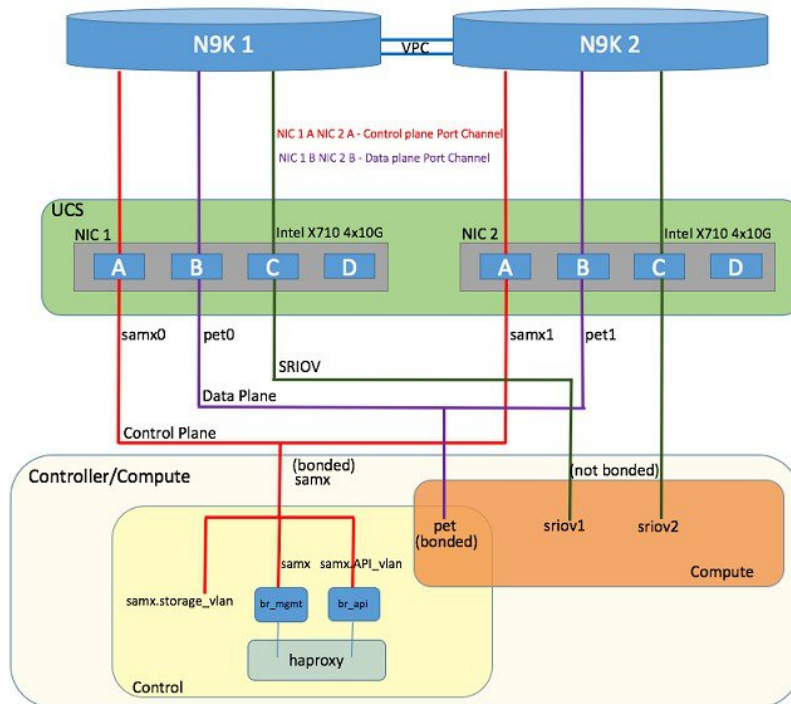 N9K 1
VPC
N9K 2
NIC 1 A NIC 2 A - Control plane Port Channel
NIC 1 B NIC 2 B - Data plane Port Channel
UCS
NIC 1
Intel X710 4x10G
NIC 2
Intel X710 4x10G
A
B
C
D
A
B
C
D
samx0
pet0
samx1
pet1
SRIOV
Data Plane
Control Plane
(bonded)
samx
(not bonded)
Controller/Compute
pet
(bonded)
sriov1
sriov2
Compute
samx
samx.API_vlan
samx.storage_vlan
br_mgmt
br_api
haproxy
Control